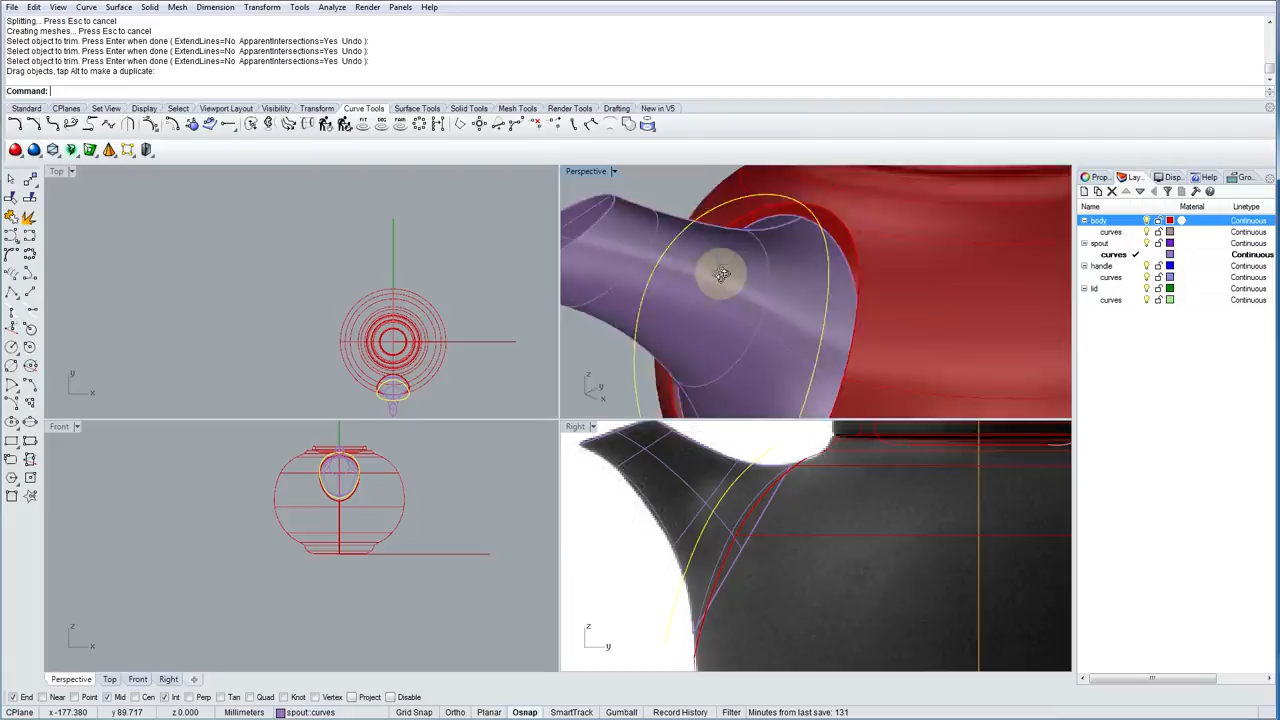 File Edit View Curve Surface Solid Mesh Dimension Transform Tools Analyze Render Panels Help
Splitting... Press Esc to cancel
Creating meshes... Press Esc to cancel
Select object to trim. Press Enter when done ( ExtendLines=No ApparentIntersections=Yes Undo ):
Select object to trim. Press Enter when done ( ExtendLines=No ApparentIntersections=Yes Undo ):
Select object to trim. Press Enter when done ( ExtendLines=No ApparentIntersections=Yes Undo ):
Drag objects, tap Alt to make a duplicate:
Command:
Standard CPlanes Set View Display Select Viewport Layout Visibility Transform Curve Tools Surface Tools Solid Tools Mesh Tools Render Tools Drafting New in V5
FIT DEG FAIR
Top
Perspective
Prop... Lay... Disp... Help Gro...
Name Material Linetype
body Continuous
curves Continuous
spout Continuous
curves Continuous
handle Continuous
curves Continuous
lid Continuous
curves Continuous
y
x
z
y
x
Front
Right
z
x
z
y
Perspective Top Front Right
End Near Point Mid Cen Int Perp Tan Quad Knot Vertex Project Disable
CPlane x -177.380 y 89.717 z 0.000 Millimeters spout::curves Grid Snap Ortho Planar Osnap SmartTrack Gumball Record History Filter Minutes from last save: 131